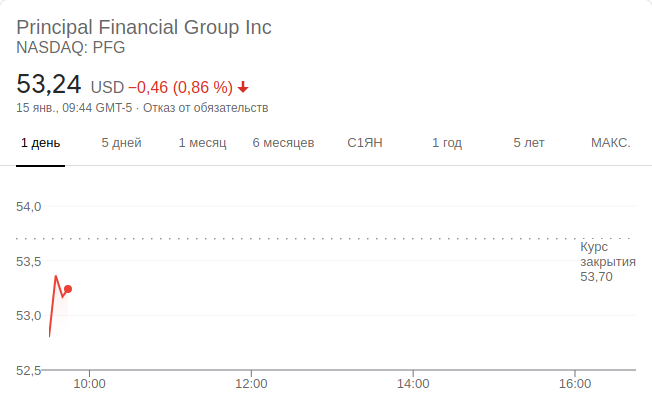 Principal Financial Group Inc
NASDAQ: PFG
53,24 USD −0,46 (0,86 %)
15 янв., 09:44 GMT-5 · Отказ от обязательств
1 день 5 дней 1 месяц 6 месяцев С1ЯН 1 год 5 лет МАКС.
54,0
Курс
53,5 закрытия
53,70
53,0
52,5
10:00 12:00 14:00 16:00